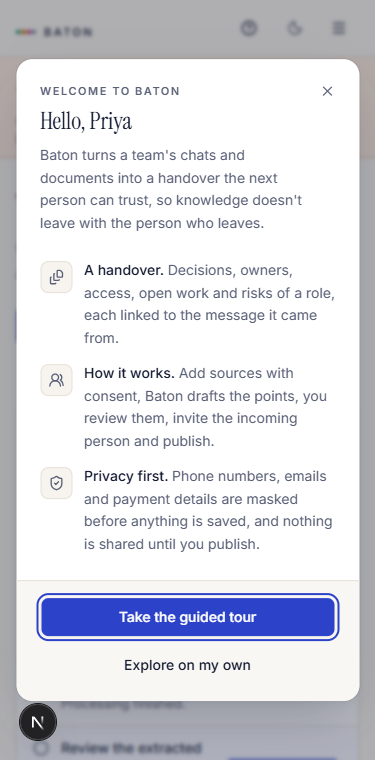 BATON
WELCOME TO BATON
Hello, Priya
Baton turns a team's chats and
documents into a handover the next
person can trust, so knowledge doesn't
leave with the person who leaves.
A handover. Decisions, owners,
access, open work and risks of a role,
each linked to the message it came
from.
How it works. Add sources with
consent, Baton drafts the points, you
review them, invite the incoming
person and publish.
Privacy first. Phone numbers, emails
and payment details are masked
before anything is saved, and nothing
is shared until you publish.
Take the guided tour
Explore on my own
Processing finished.
N
Review the extracted